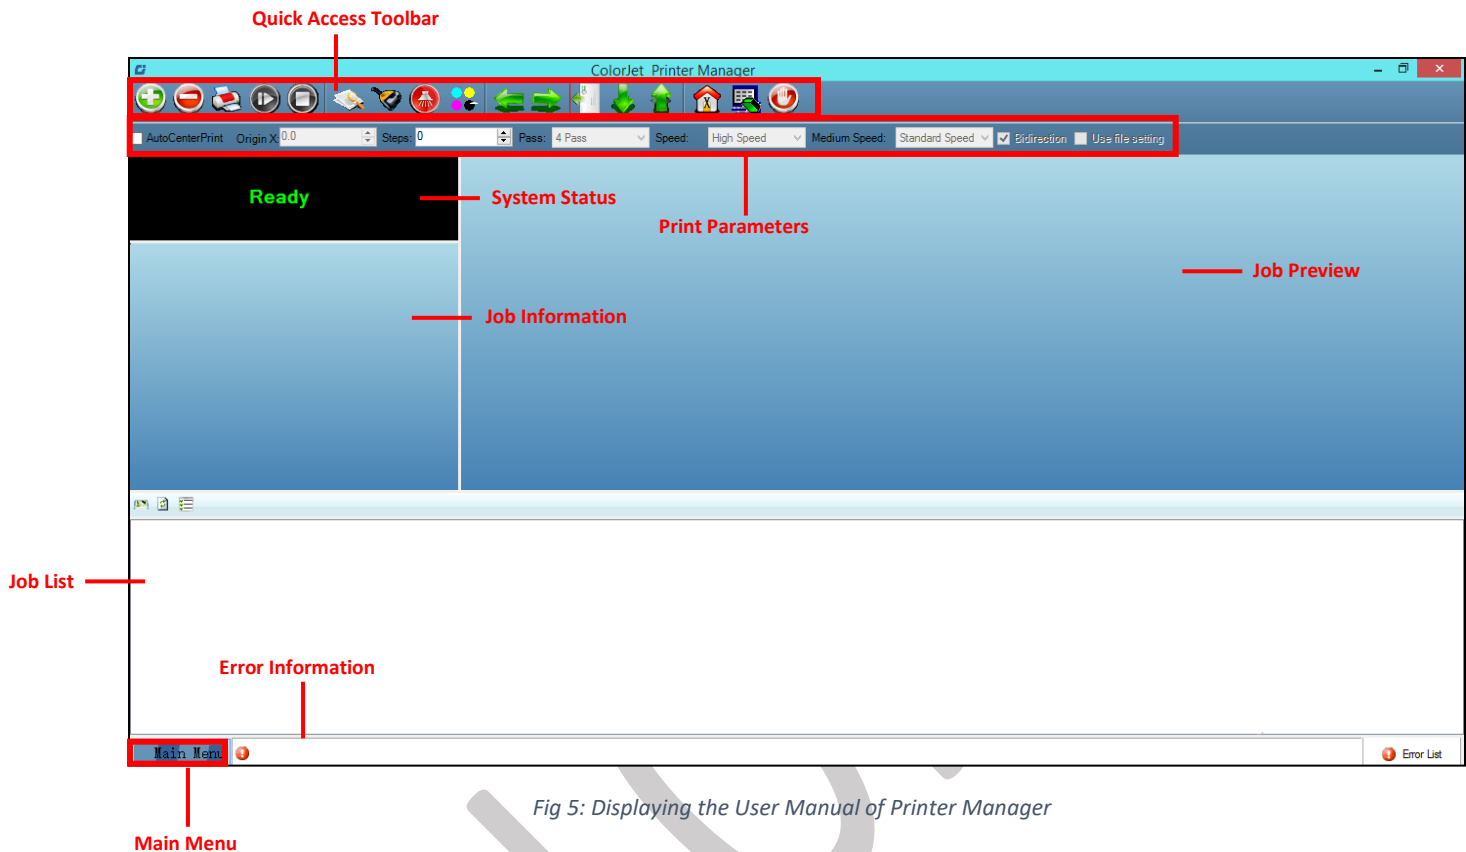 Quick Access Toolbar
ColorJet Printer Manager
AutoCenterPrint Origin X: 0.0 Steps: 0 Pass: 4 Pass Speed: High Speed Medium Speed: Standard Speed Bidirection Use file setting
Ready
System Status
Print Parameters
Job Preview
Job Information
Job List
Error Information
Main Menu
Error List
Fig 5: Displaying the User Manual of Printer Manager
Main Menu